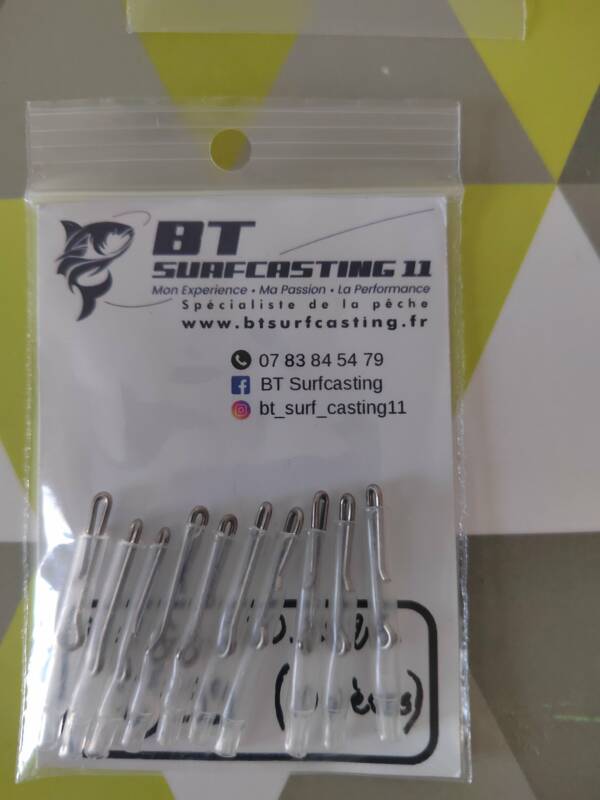 BT
SURFCASTING 11
Mon Experience • Ma Passion • La Performance
Spécialiste de la pêche
www.btsurfcasting.fr
07 83 84 54 79
BT Surfcasting
bt_surf_casting11